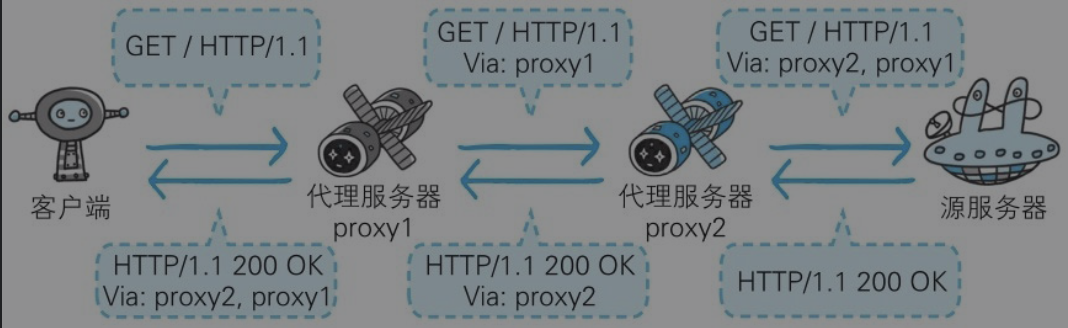 GET / HTTP/1.1
GET / HTTP/1.1
Via: proxy1
GET / HTTP/1.1
Via: proxy2, proxy1
客户端
代理服务器
proxy1
代理服务器
proxy2
源服务器
HTTP/1.1 200 OK
Via: proxy2, proxy1
HTTP/1.1 200 OK
Via: proxy2
HTTP/1.1 200 OK